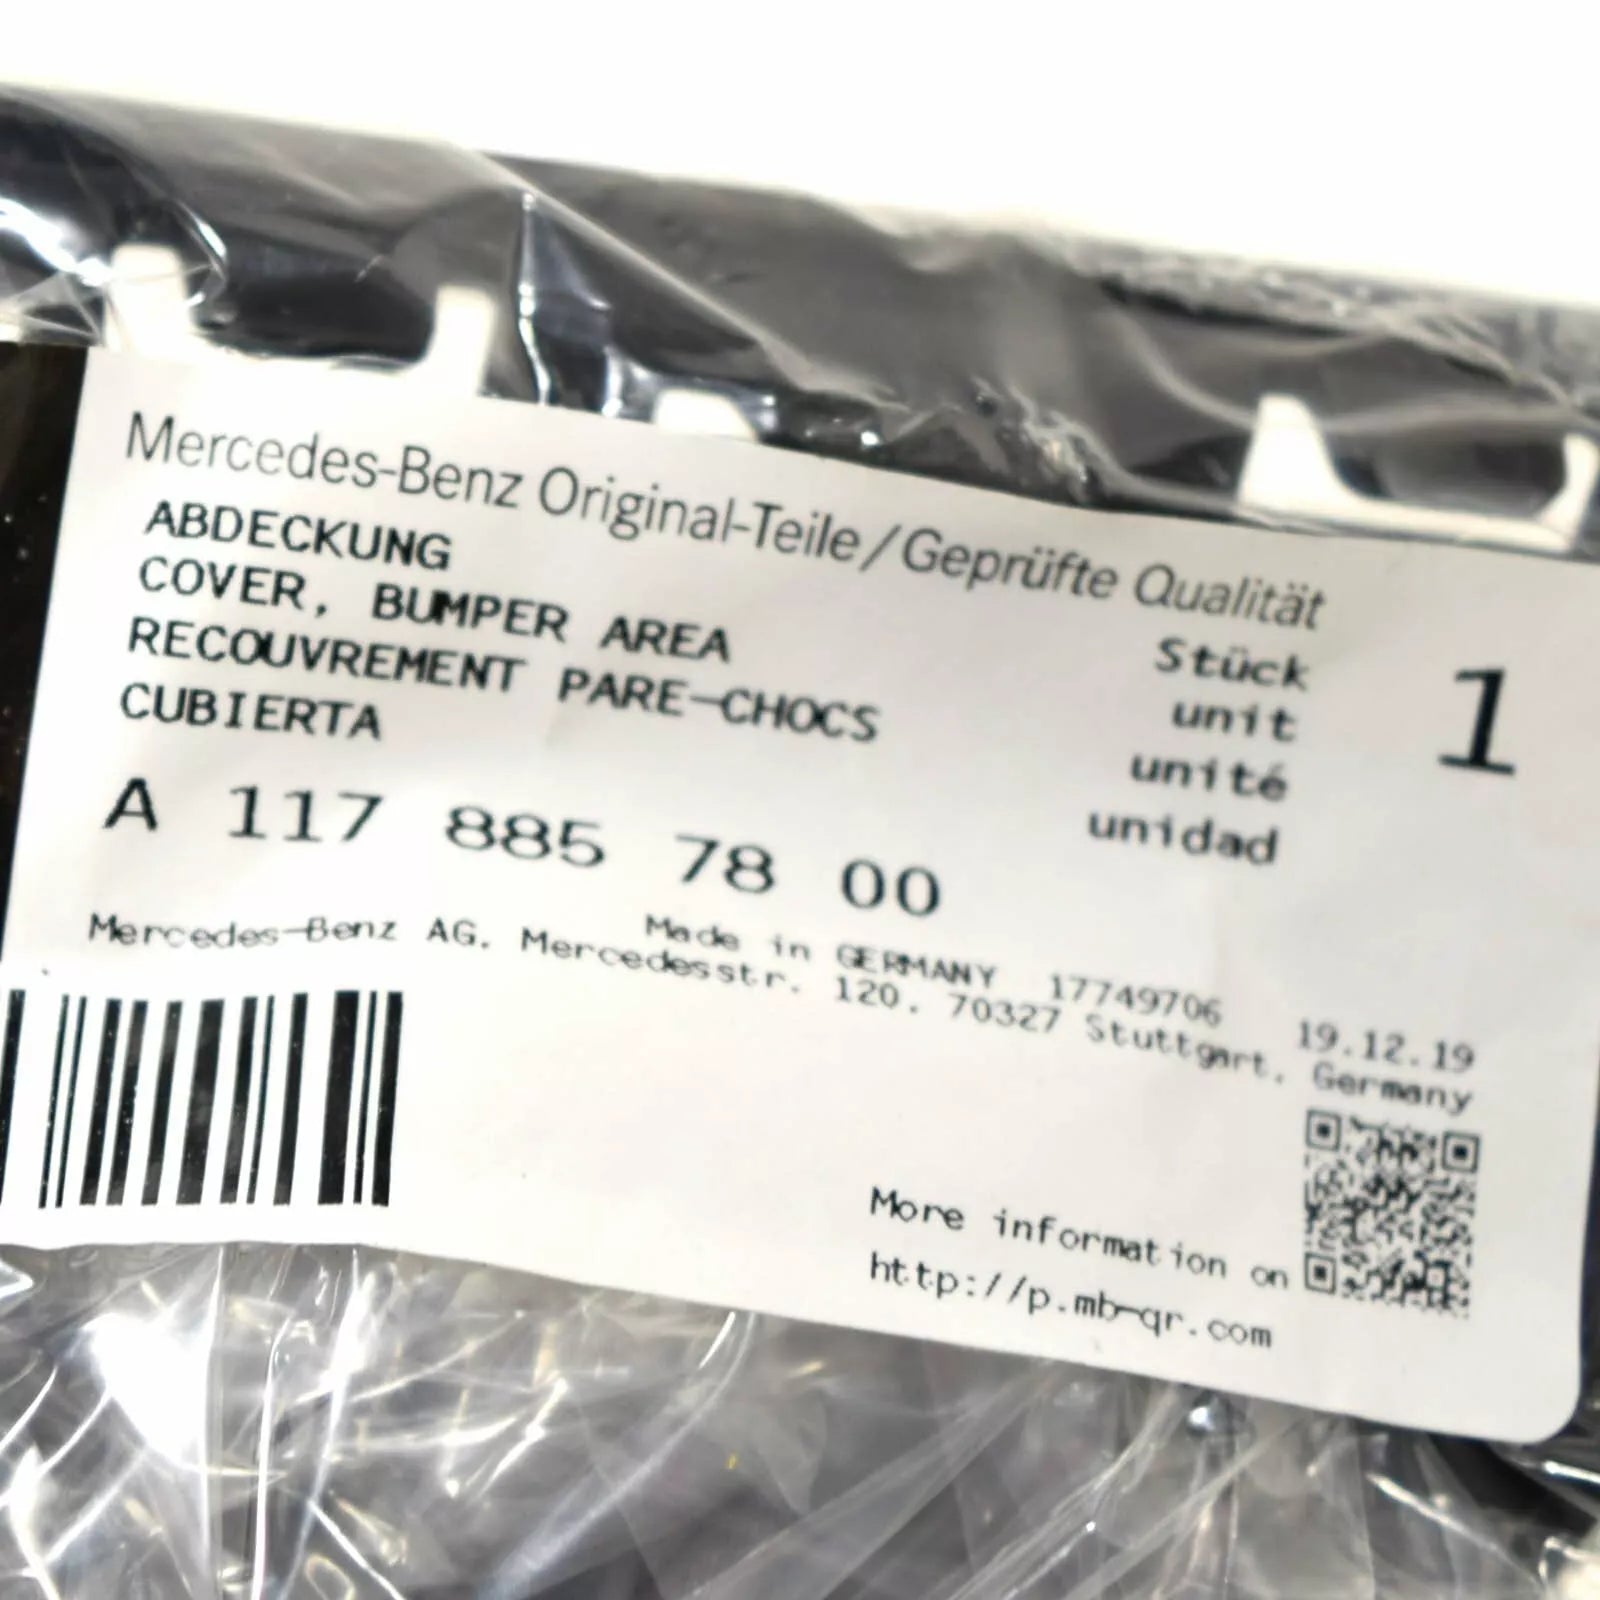 Mercedes-Benz Original-Teile/Geprüfte Qualität
ABDECKUNG
COVER, BUMPER AREA
RECOUVREMENT PARE-CHOCS
CUBIERTA
Stück
unit
unité
unidad
1
A 117 885 78 00
Made in GERMANY 17749706 19.12.19
Mercedes-Benz AG. Mercedesstr. 120. 70327 Stuttgart. Germany
More information on
http://p.mb-qr.com